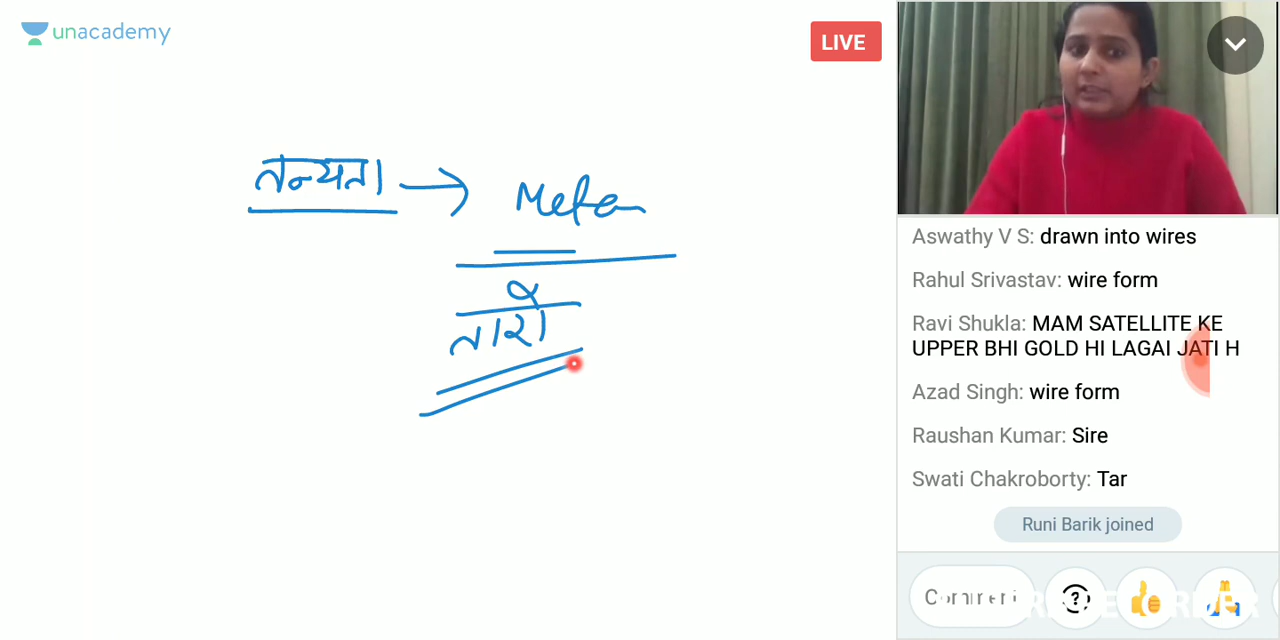 unacademy
LIVE
तन्यता →
तारों
Aswathy V S: drawn into wires
Rahul Srivastav: wire form
Ravi Shukla: MAM SATELLITE KE
UPPER BHI GOLD HI LAGAI JATI H
Azad Singh: wire form
Raushan Kumar: Sire
Swati Chakroborty: Tar
Runi Barik joined